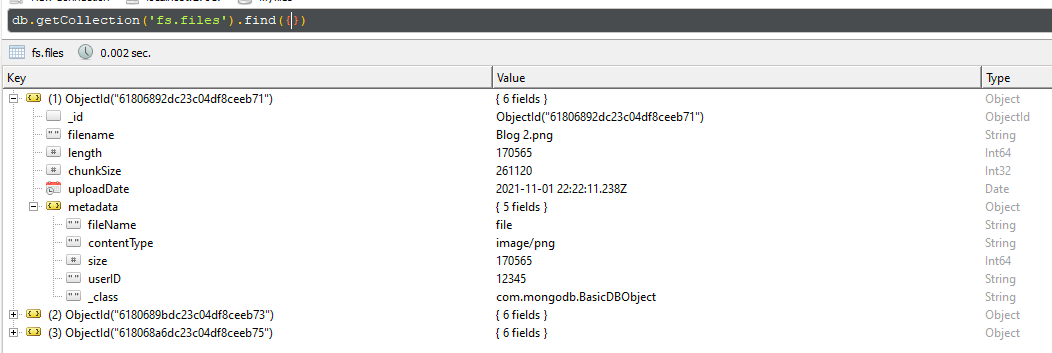 db.getCollection('fs.files').find({})
fs.files 0.002 sec.
Key Value Type
(1) ObjectId("61806892dc23c04df8ceeb71") { 6 fields } Object
_id ObjectId("61806892dc23c04df8ceeb71") ObjectId
filename Blog 2.png String
length 170565 Int64
chunkSize 261120 Int32
uploadDate 2021-11-01 22:22:11.238Z Date
metadata { 5 fields } Object
fileName file String
contentType image/png String
size 170565 Int64
userID 12345 String
_class com.mongodb.BasicDBObject String
(2) ObjectId("6180689bdc23c04df8ceeb73") { 6 fields } Object
(3) ObjectId("618068a6dc23c04df8ceeb75") { 6 fields } Object